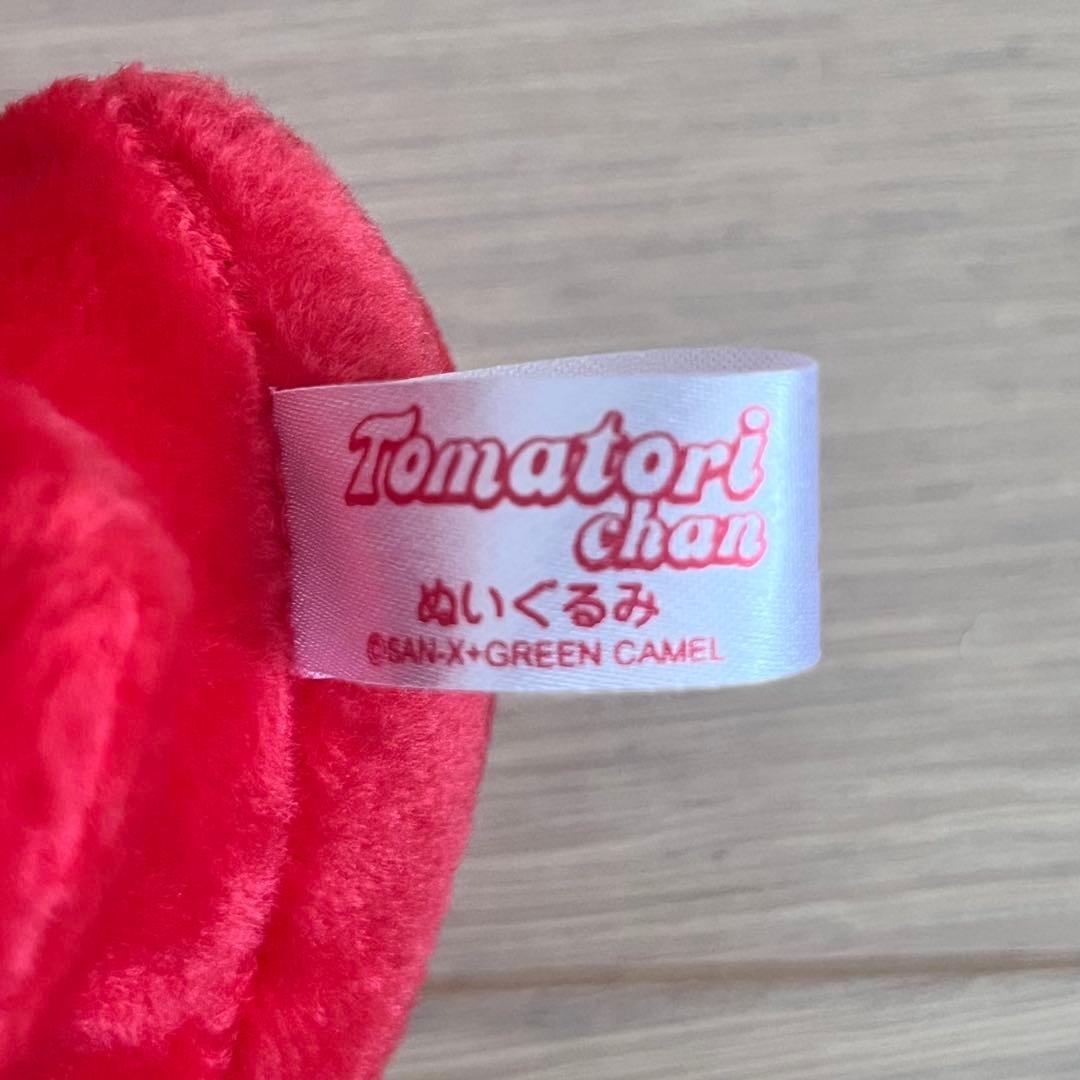 Tomatori
chan
ぬいぐるみ
©SAN-X+GREEN CAMEL